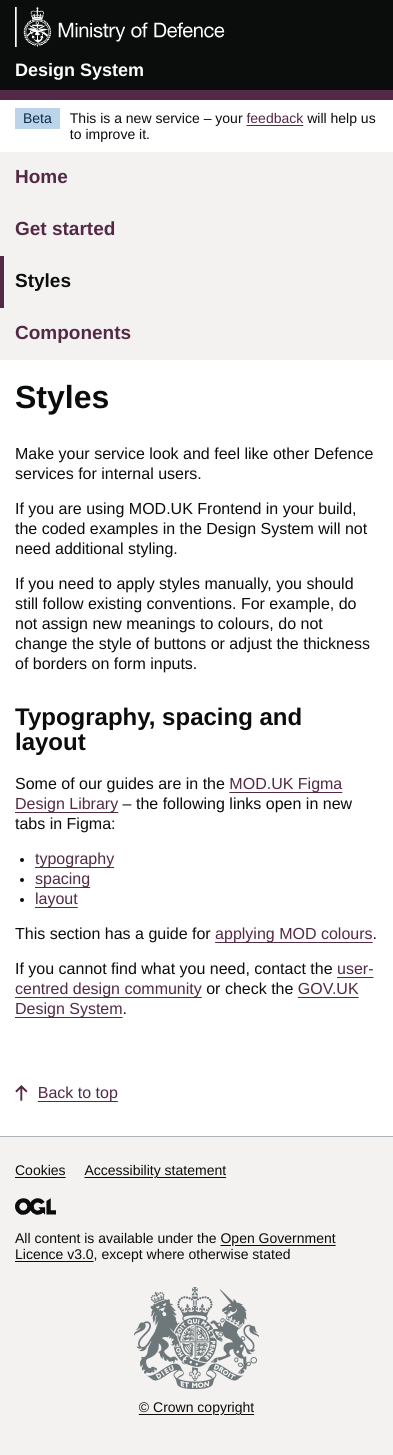 Ministry of Defence
Design System
Beta This is a new service – your feedback will help us
to improve it.
Home
Get started
Styles
Components
Styles
Make your service look and feel like other Defence
services for internal users.
If you are using MOD.UK Frontend in your build,
the coded examples in the Design System will not
need additional styling.
If you need to apply styles manually, you should
still follow existing conventions. For example, do
not assign new meanings to colours, do not
change the style of buttons or adjust the thickness
of borders on form inputs.
Typography, spacing and
layout
Some of our guides are in the MOD.UK Figma
Design Library – the following links open in new
tabs in Figma:
• typography
• spacing
• layout
This section has a guide for applying MOD colours.
If you cannot find what you need, contact the user-
centred design community or check the GOV.UK
Design System.
Back to top
Cookies Accessibility statement
OGL
All content is available under the Open Government
Licence v3.0, except where otherwise stated
DIEU ET MON DROIT
© Crown copyright